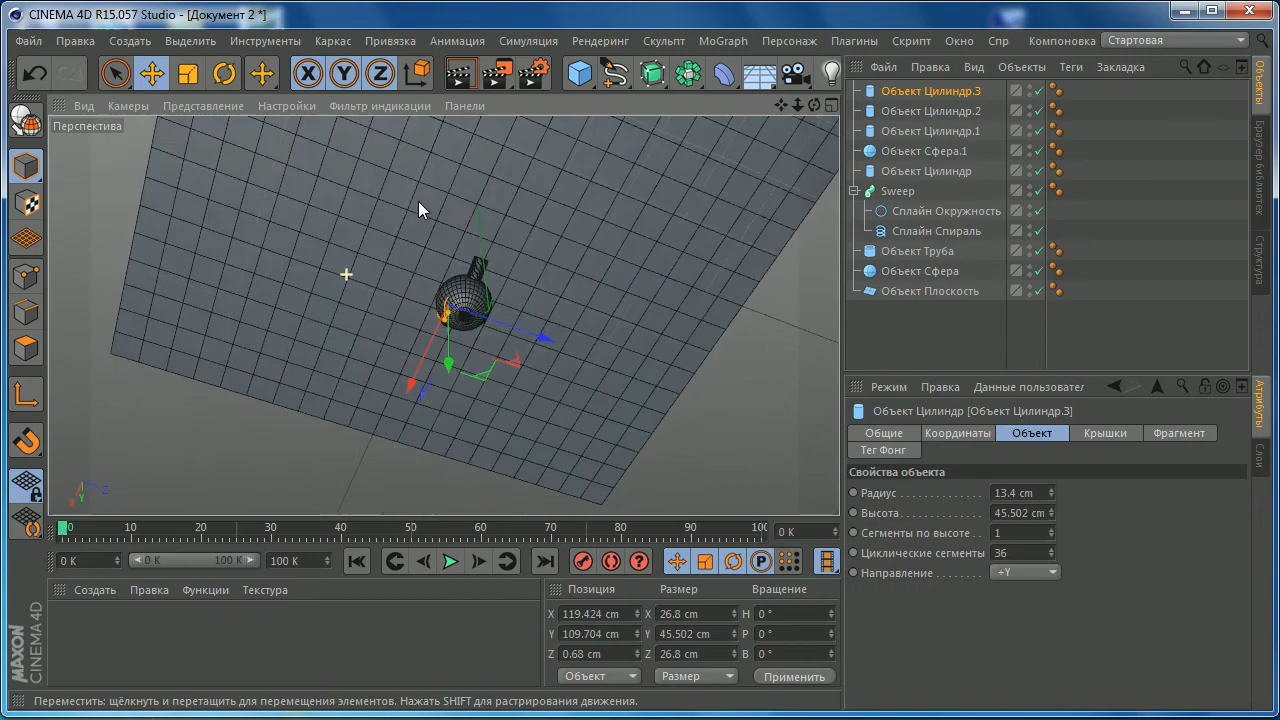 CINEMA 4D R15.057 Studio - [Документ 2 *]
Файл Правка Создать Выделить Инструменты Каркас Привязка Анимация Симуляция Рендеринг Скульпт MoGraph Персонаж Плагины Скрипт Окно Спр Компоновка Стартовая
X Y Z
Файл Правка Вид Объекты Теги Закладка
Вид Камеры Представление Настройки Фильтр индикации Панели
Перспектива
Объект Цилиндр.3
Объект Цилиндр.2
Объект Цилиндр.1
Объект Сфера.1
Объект Цилиндр
Sweep
Сплайн Окружность
Сплайн Спираль
Объект Труба
Объект Сфера
Объект Плоскость
Объекты
Браузер библиотек
Структура
Режим Правка Данные пользовател
Объект Цилиндр [Объект Цилиндр.3]
Общие Координаты Объект Крышки Фрагмент
Тег Фонг
Свойства объекта
Радиус 13.4 cm
Высота 45.502 cm
Сегменты по высоте 1
Циклические сегменты 36
Направление +Y
Атрибуты
Слои
Y Z
0 10 20 30 40 50 60 70 80 90 100 0 K
0 K 0 K 100 K 100 K P
Создать Правка Функции Текстура
Позиция Размер Вращение
X 119.424 cm X 26.8 cm H 0 °
Y 109.704 cm Y 45.502 cm P 0 °
Z 0.68 cm Z 26.8 cm B 0 °
Объект Размер Применить
MAXON
CINEMA 4D
Переместить: щёлкнуть и перетащить для перемещения элементов. Нажать SHIFT для растрирования движения.